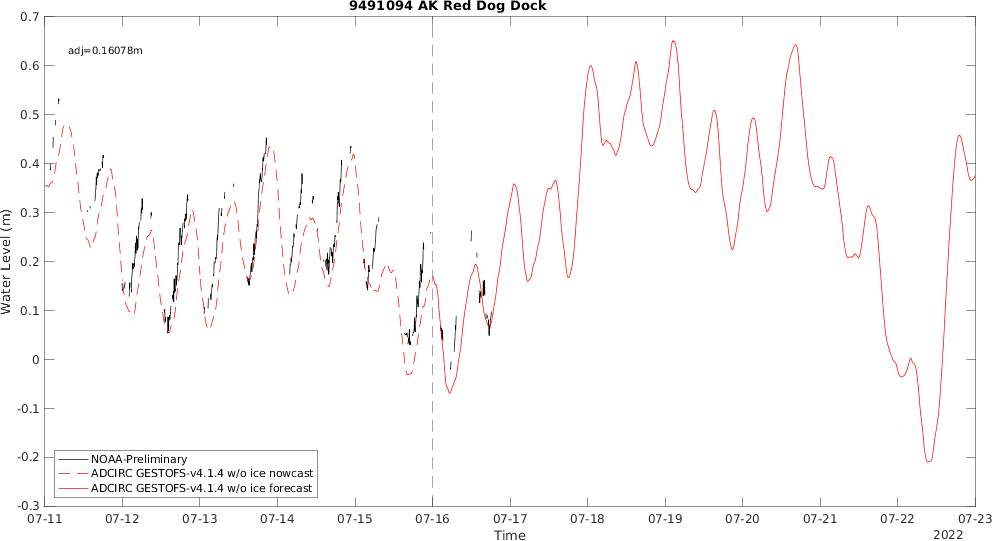 9491094 AK Red Dog Dock
adj=0.16078m
Water Level (m)
0.7
0.6
0.5
0.4
0.3
0.2
0.1
0
-0.1
-0.2
-0.3
NOAA-Preliminary
ADCIRC GESTOFS-v4.1.4 w/o ice nowcast
ADCIRC GESTOFS-v4.1.4 w/o ice forecast
07-11 07-12 07-13 07-14 07-15 07-16 07-17 07-18 07-19 07-20 07-21 07-22 07-23
Time
2022